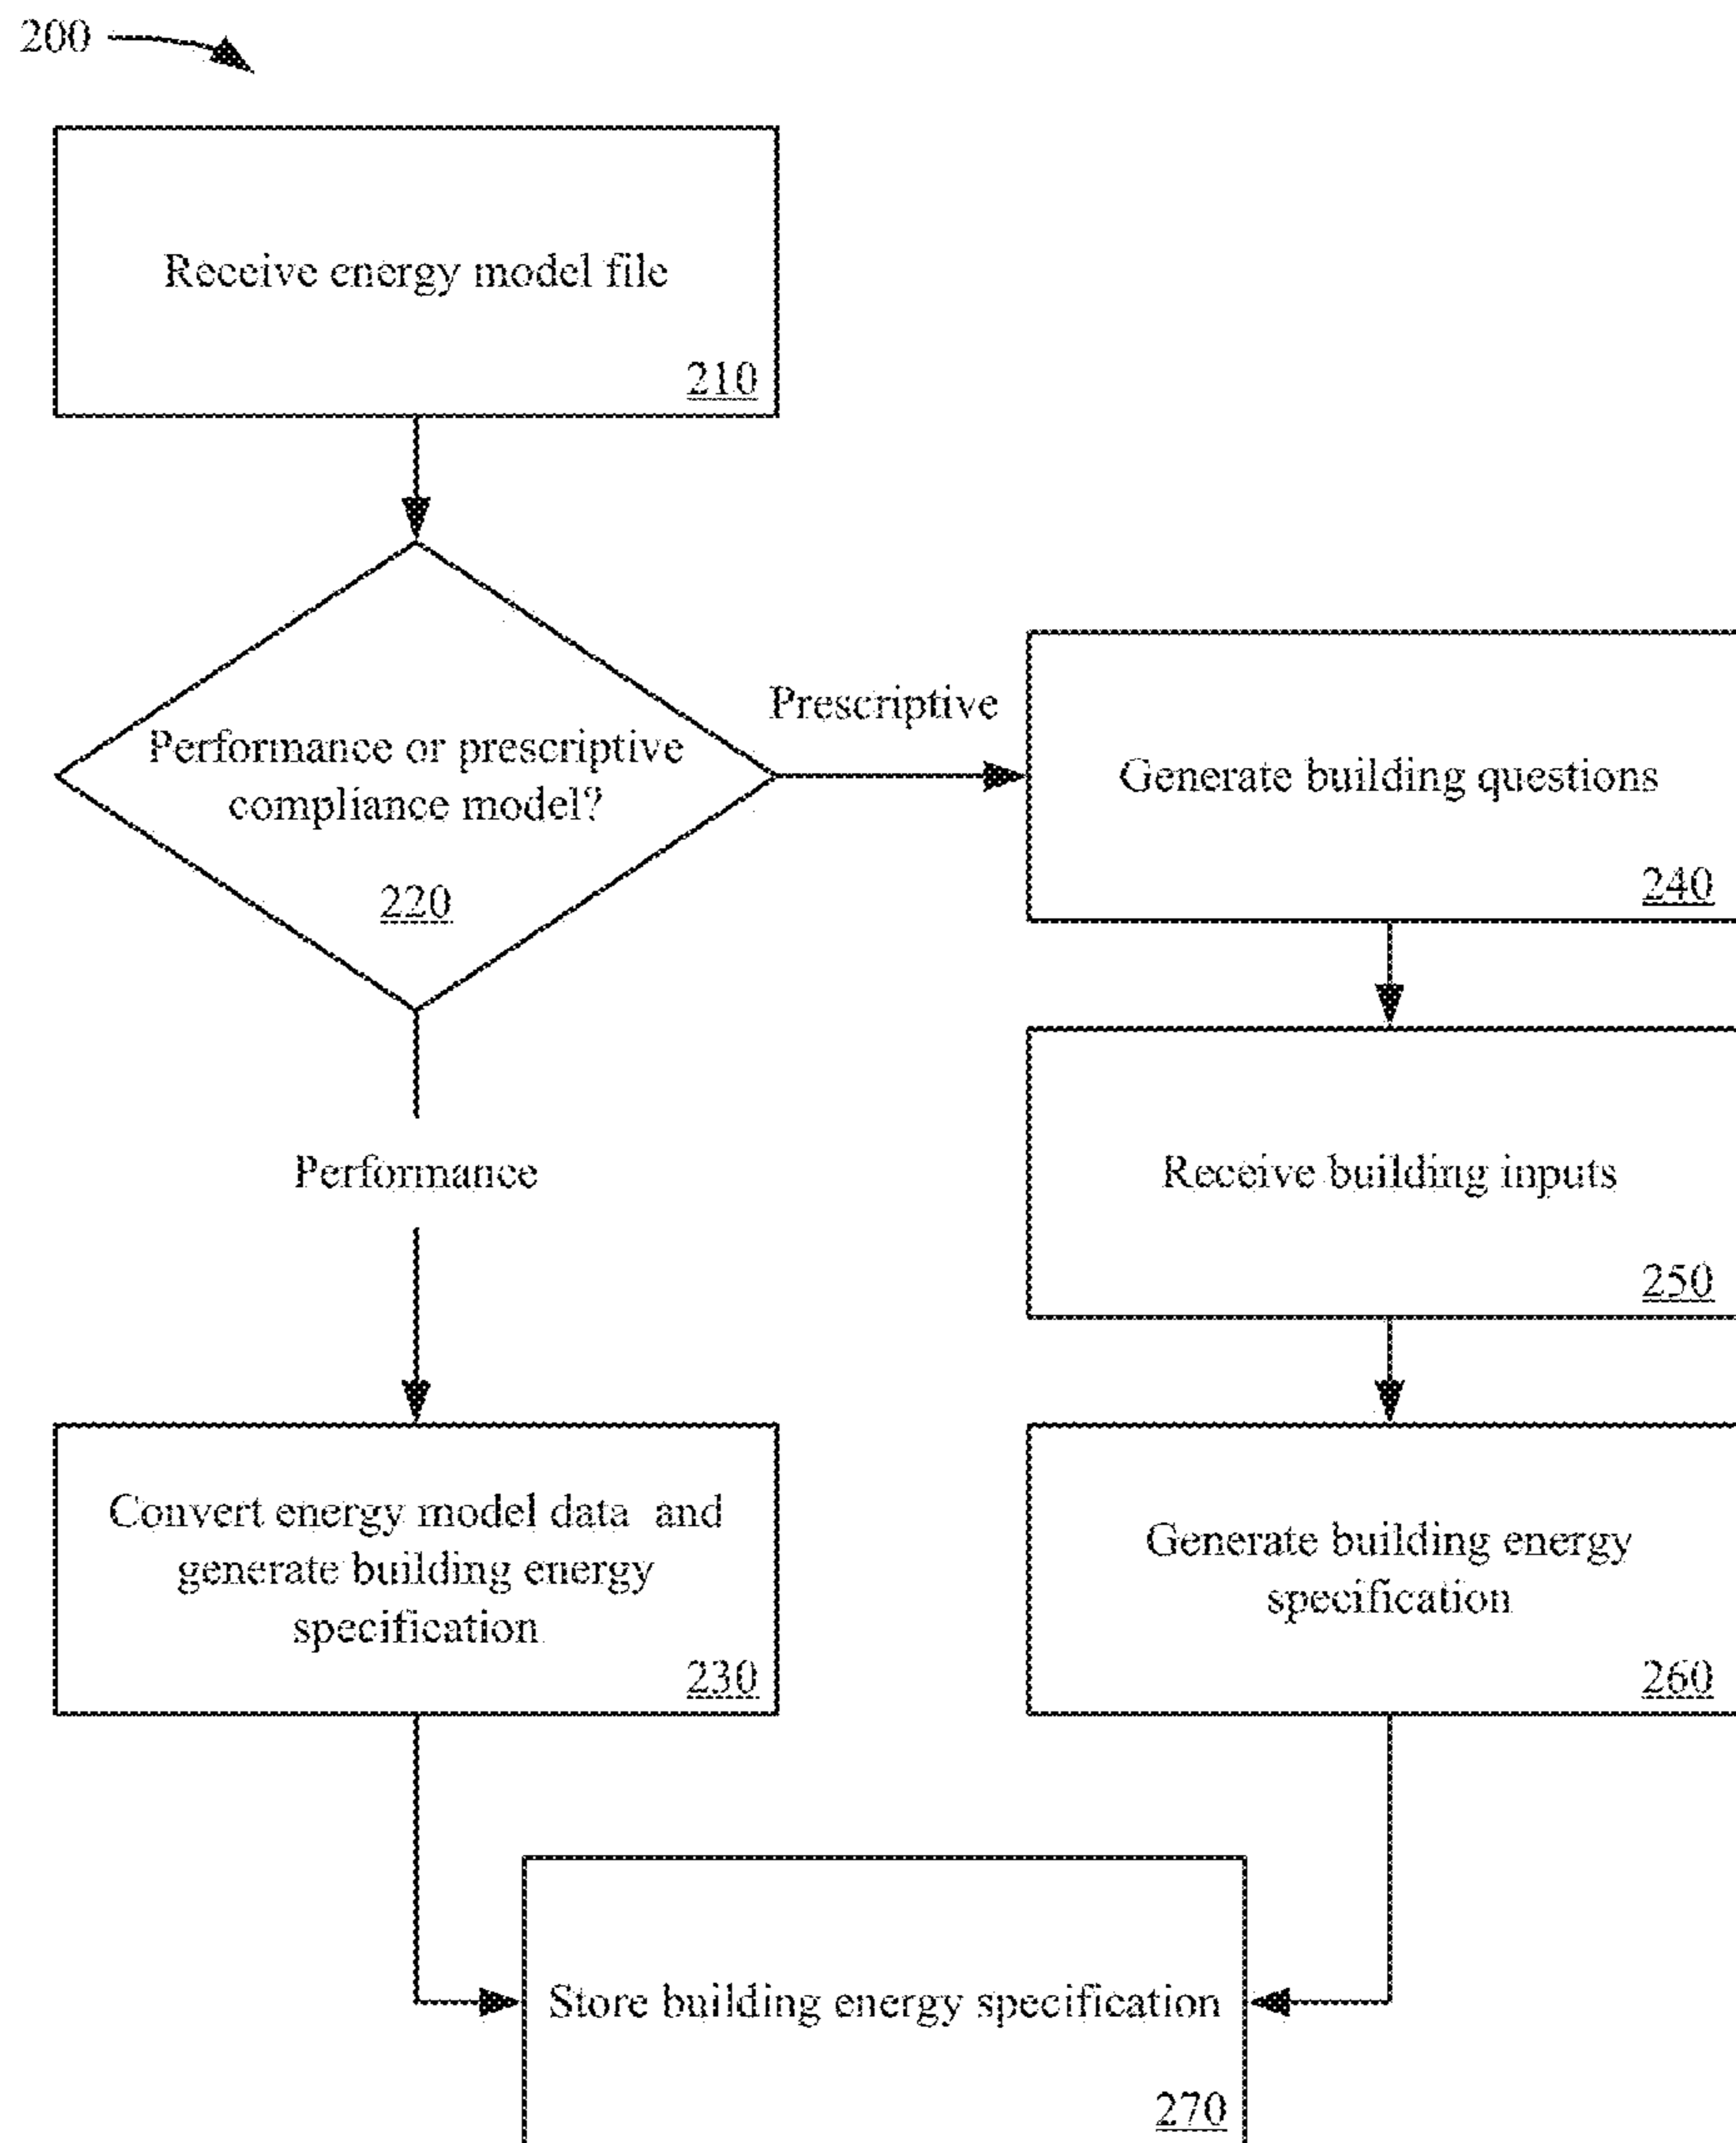 200
Receive energy model file
210
Performance or prescriptive
compliance model?
220
Prescriptive
Generate building questions
240
Performance
Receive building inputs
250
Convert energy model data and
generate building energy
specification
230
Generate building energy
specification
260
Store building energy specification
270